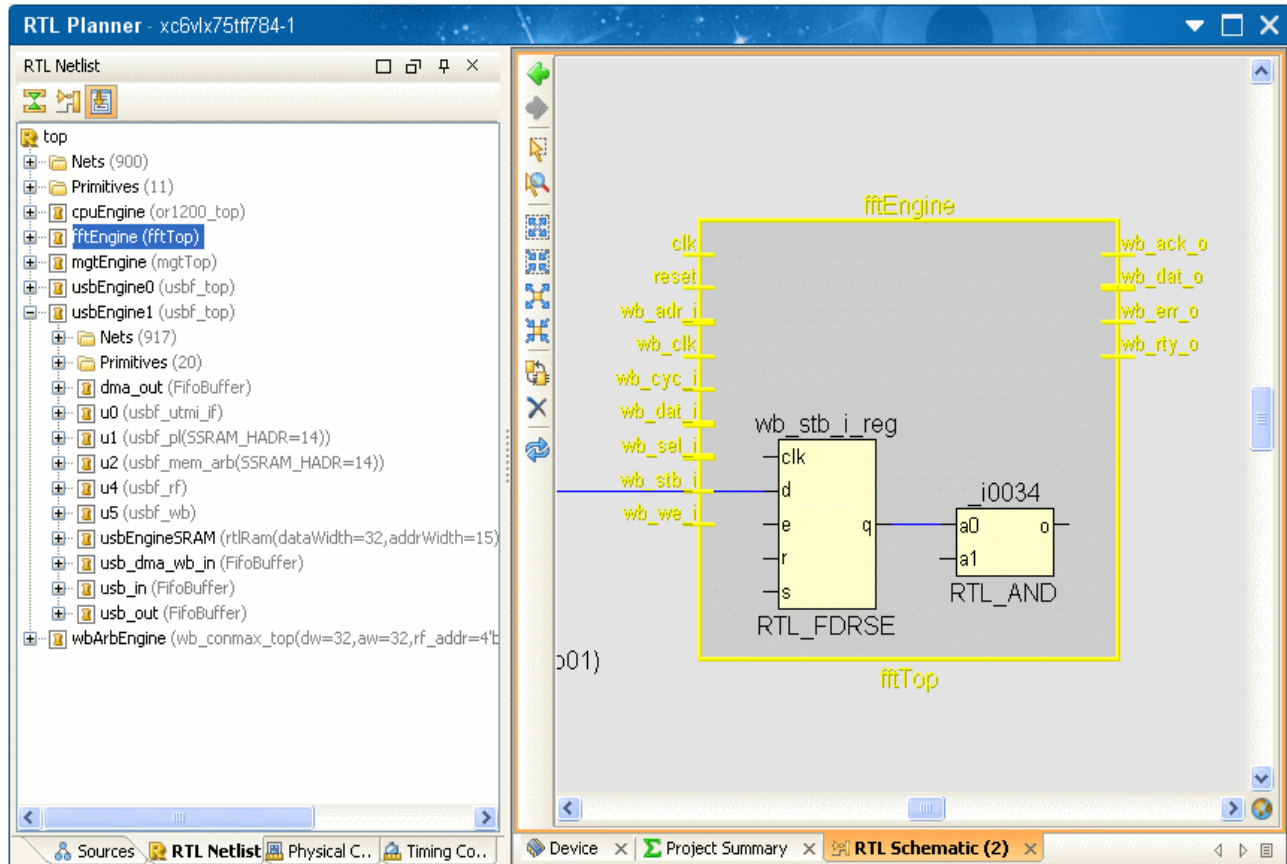 RTL Planner - xc6vlx75tff784-1
RTL Netlist
top
Nets (900)
Primitives (11)
cpuEngine (or1200_top)
fftEngine (fftTop)
mgtEngine (mgtTop)
usbEngine0 (usbf_top)
usbEngine1 (usbf_top)
Nets (917)
Primitives (20)
dma_out (FifoBuffer)
u0 (usbf_utmi_if)
u1 (usbf_pl(SSRAM_HADR=14))
u2 (usbf_mem_arb(SSRAM_HADR=14))
u4 (usbf_rf)
u5 (usbf_wb)
usbEngineSRAM (rtlRam(dataWidth=32,addrWidth=15)
usb_dma_wb_in (FifoBuffer)
usb_in (FifoBuffer)
usb_out (FifoBuffer)
wbArbEngine (wb_conmax_top(dw=32,aw=32,rf_addr=4'b
Sources
RTL Netlist
Physical C..
Timing Co..
fftEngine
clk
reset
wb_adr_i
wb_clk
wb_cyc_i
wb_dat_i
wb_sel_i
wb_stb_i
wb_we_i
wb_ack_o
wb_dat_o
wb_err_o
wb_rty_o
wb_stb_i_reg
clk
d
e
q
r
s
RTL_FDRSE
_i0034
a0
o
a1
RTL_AND
fftTop
o01)
Device
Project Summary
RTL Schematic (2)